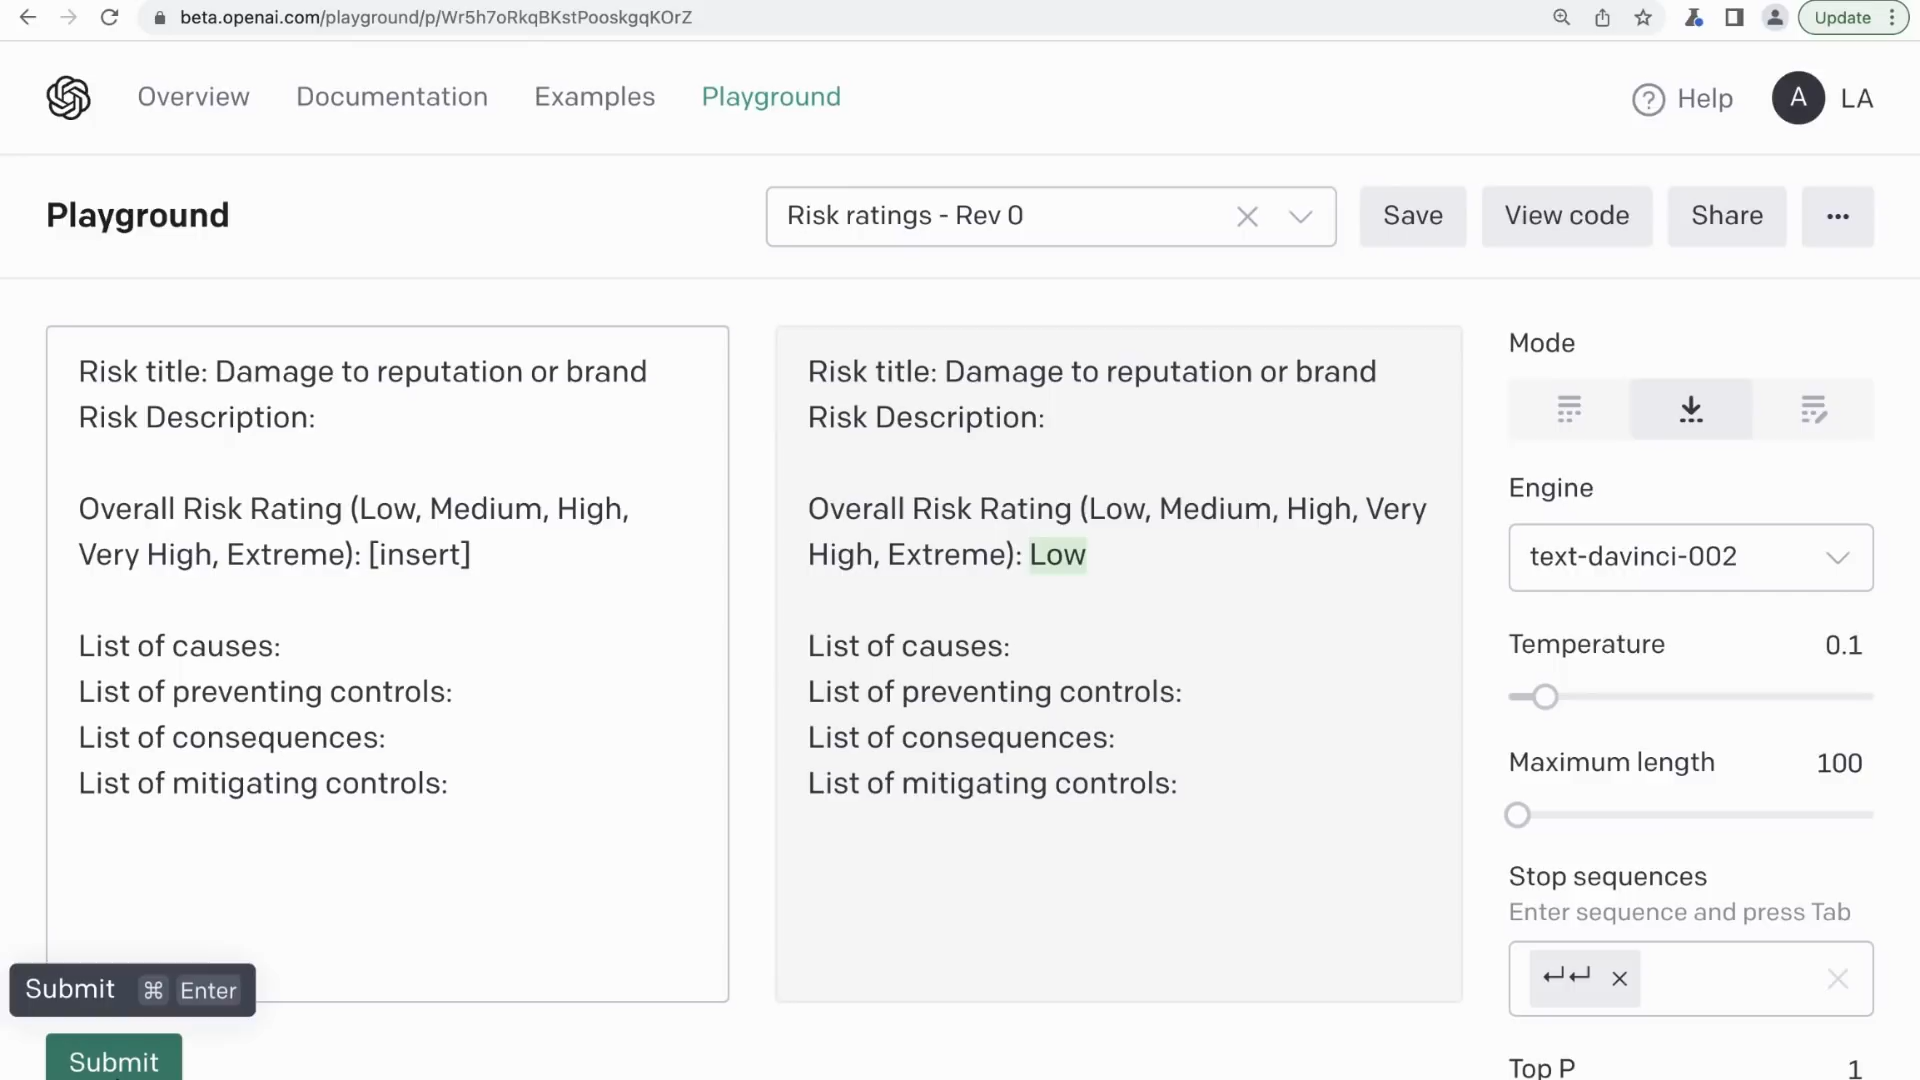 beta.openai.com/playground/p/Wr5h7oRkqBKstPooskgqKOrZ
Update
Overview
Documentation
Examples
Playground
Help
A
LA
Playground
Risk ratings - Rev 0
Save
View code
Share
Risk title: Damage to reputation or brand
Risk Description:
Overall Risk Rating (Low, Medium, High,
Very High, Extreme): [insert]
List of causes:
List of preventing controls:
List of consequences:
List of mitigating controls:
Risk title: Damage to reputation or brand
Risk Description:
Overall Risk Rating (Low, Medium, High, Very
High, Extreme): Low
List of causes:
List of preventing controls:
List of consequences:
List of mitigating controls:
Mode
Engine
text-davinci-002
Temperature 0.1
Maximum length 100
Stop sequences
Enter sequence and press Tab
↵↵ ×
Top P 1
Submit ⌘ Enter
Submit